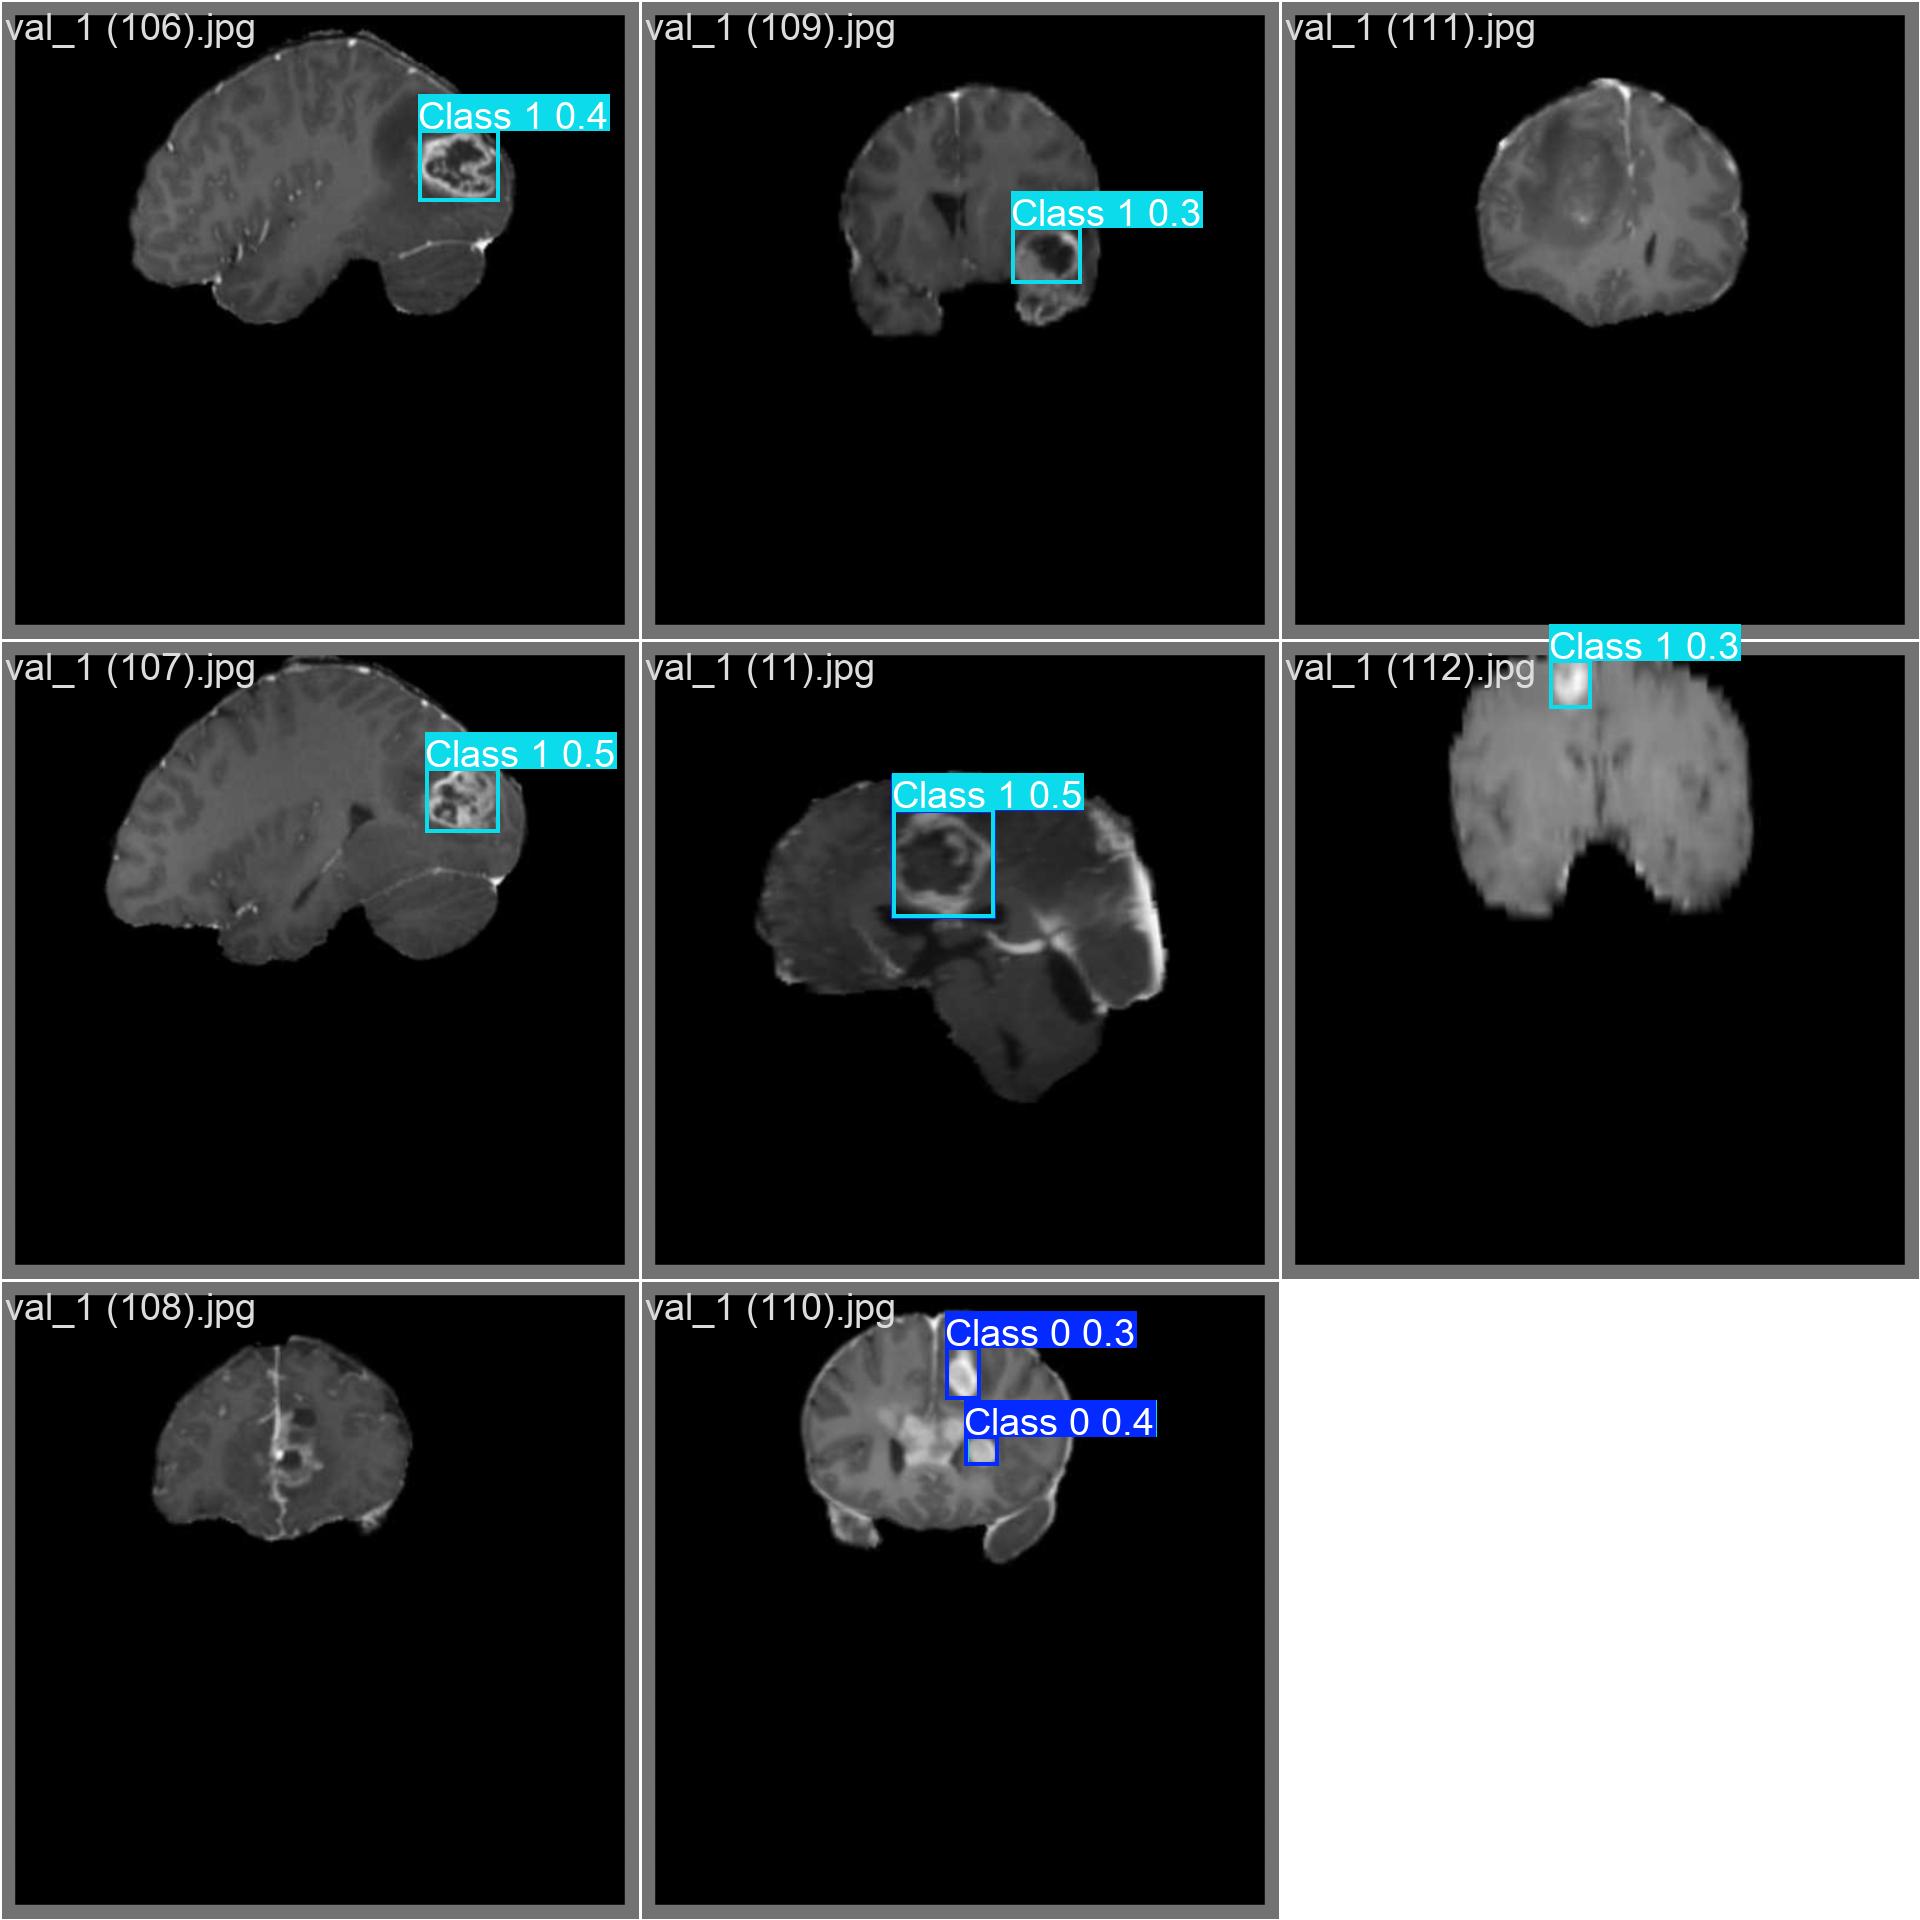 val_1 (106).jpg
Class 1 0.4
val_1 (109).jpg
Class 1 0.3
val_1 (111).jpg
val_1 (107).jpg
Class 1 0.5
val_1 (11).jpg
Class 1 0.5
val_1 (112).jpg
Class 1 0.3
val_1 (108).jpg
val_1 (110).jpg
Class 0 0.3
Class 0 0.4